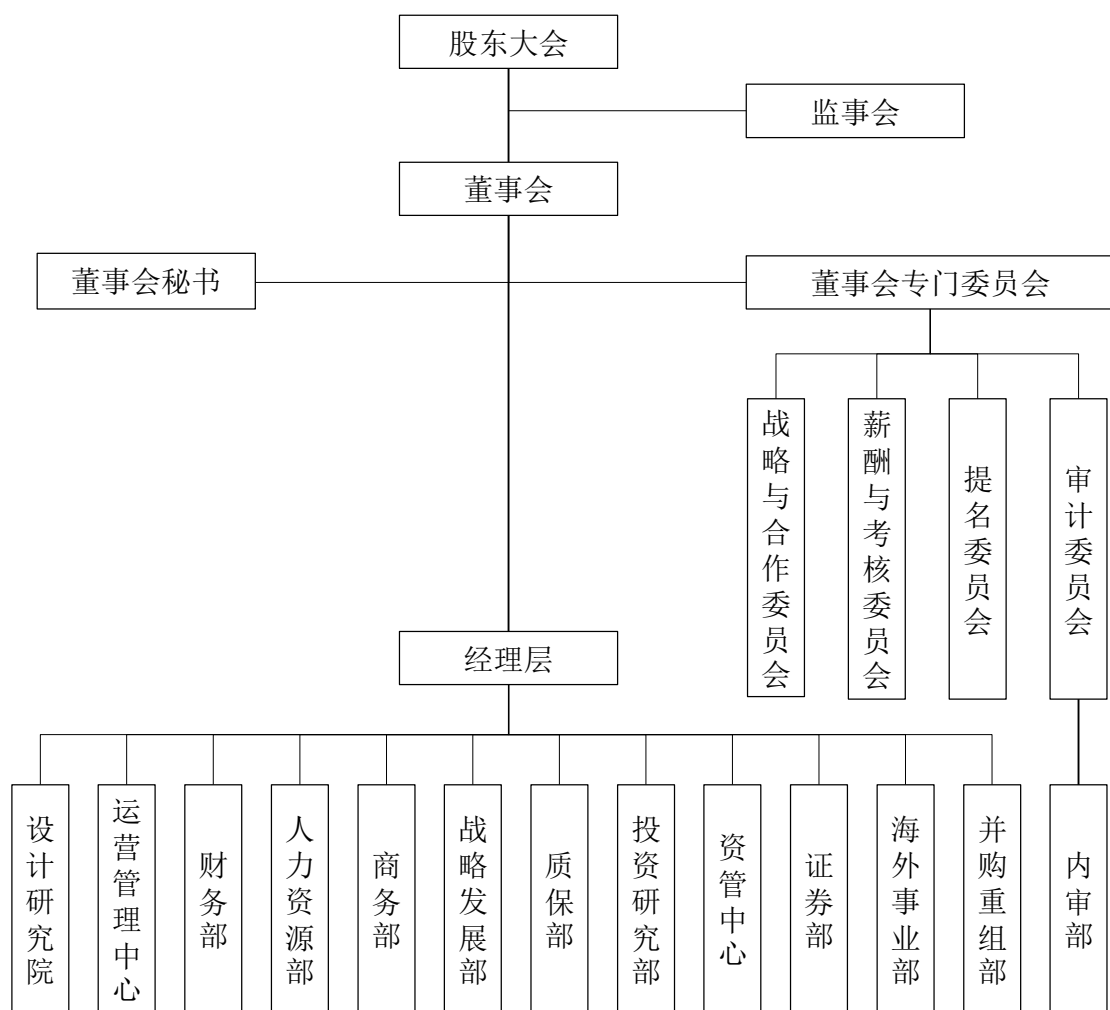 股东大会
监事会
董事会
董事会秘书
董事会专门委员会
战略与合作委员会
薪酬与考核委员会
提名委员会
审计委员会
经理层
设计研究院
运营管理中心
财务部
人力资源部
商务部
战略发展部
质保部
投资研究部
资管中心
证券部
海外事业部
并购重组部
内审部